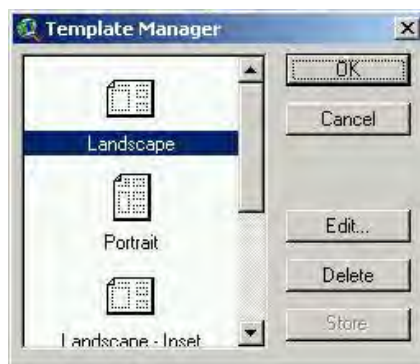 Template Manager
OK
Cancel
Landscape
Portrait
Edit...
Delete
Landscape - Inset
Store